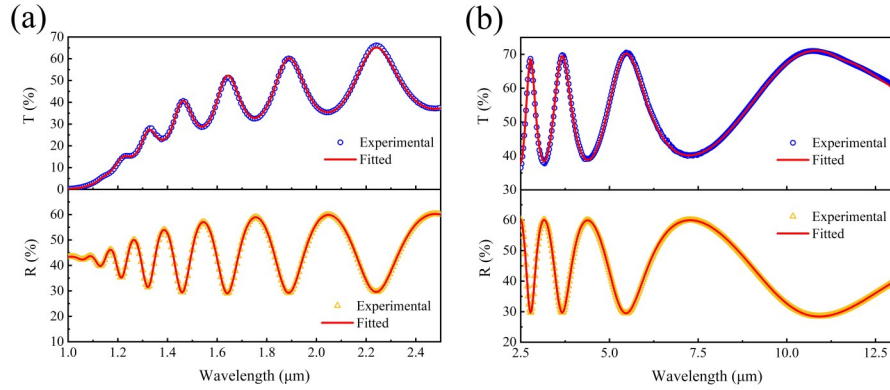 (a)
70
60
50
40
30
20
10
0
T (%)
Experimental
Fitted
60
50
40
30
20
10
R (%)
Experimental
Fitted
1.0 1.2 1.4 1.6 1.8 2.0 2.2 2.4
Wavelength (μm)
(b)
70
60
50
40
30
T (%)
Experimental
Fitted
70
60
50
40
30
20
R (%)
Experimental
Fitted
2.5 5.0 7.5 10.0 12.5
Wavelength (μm)